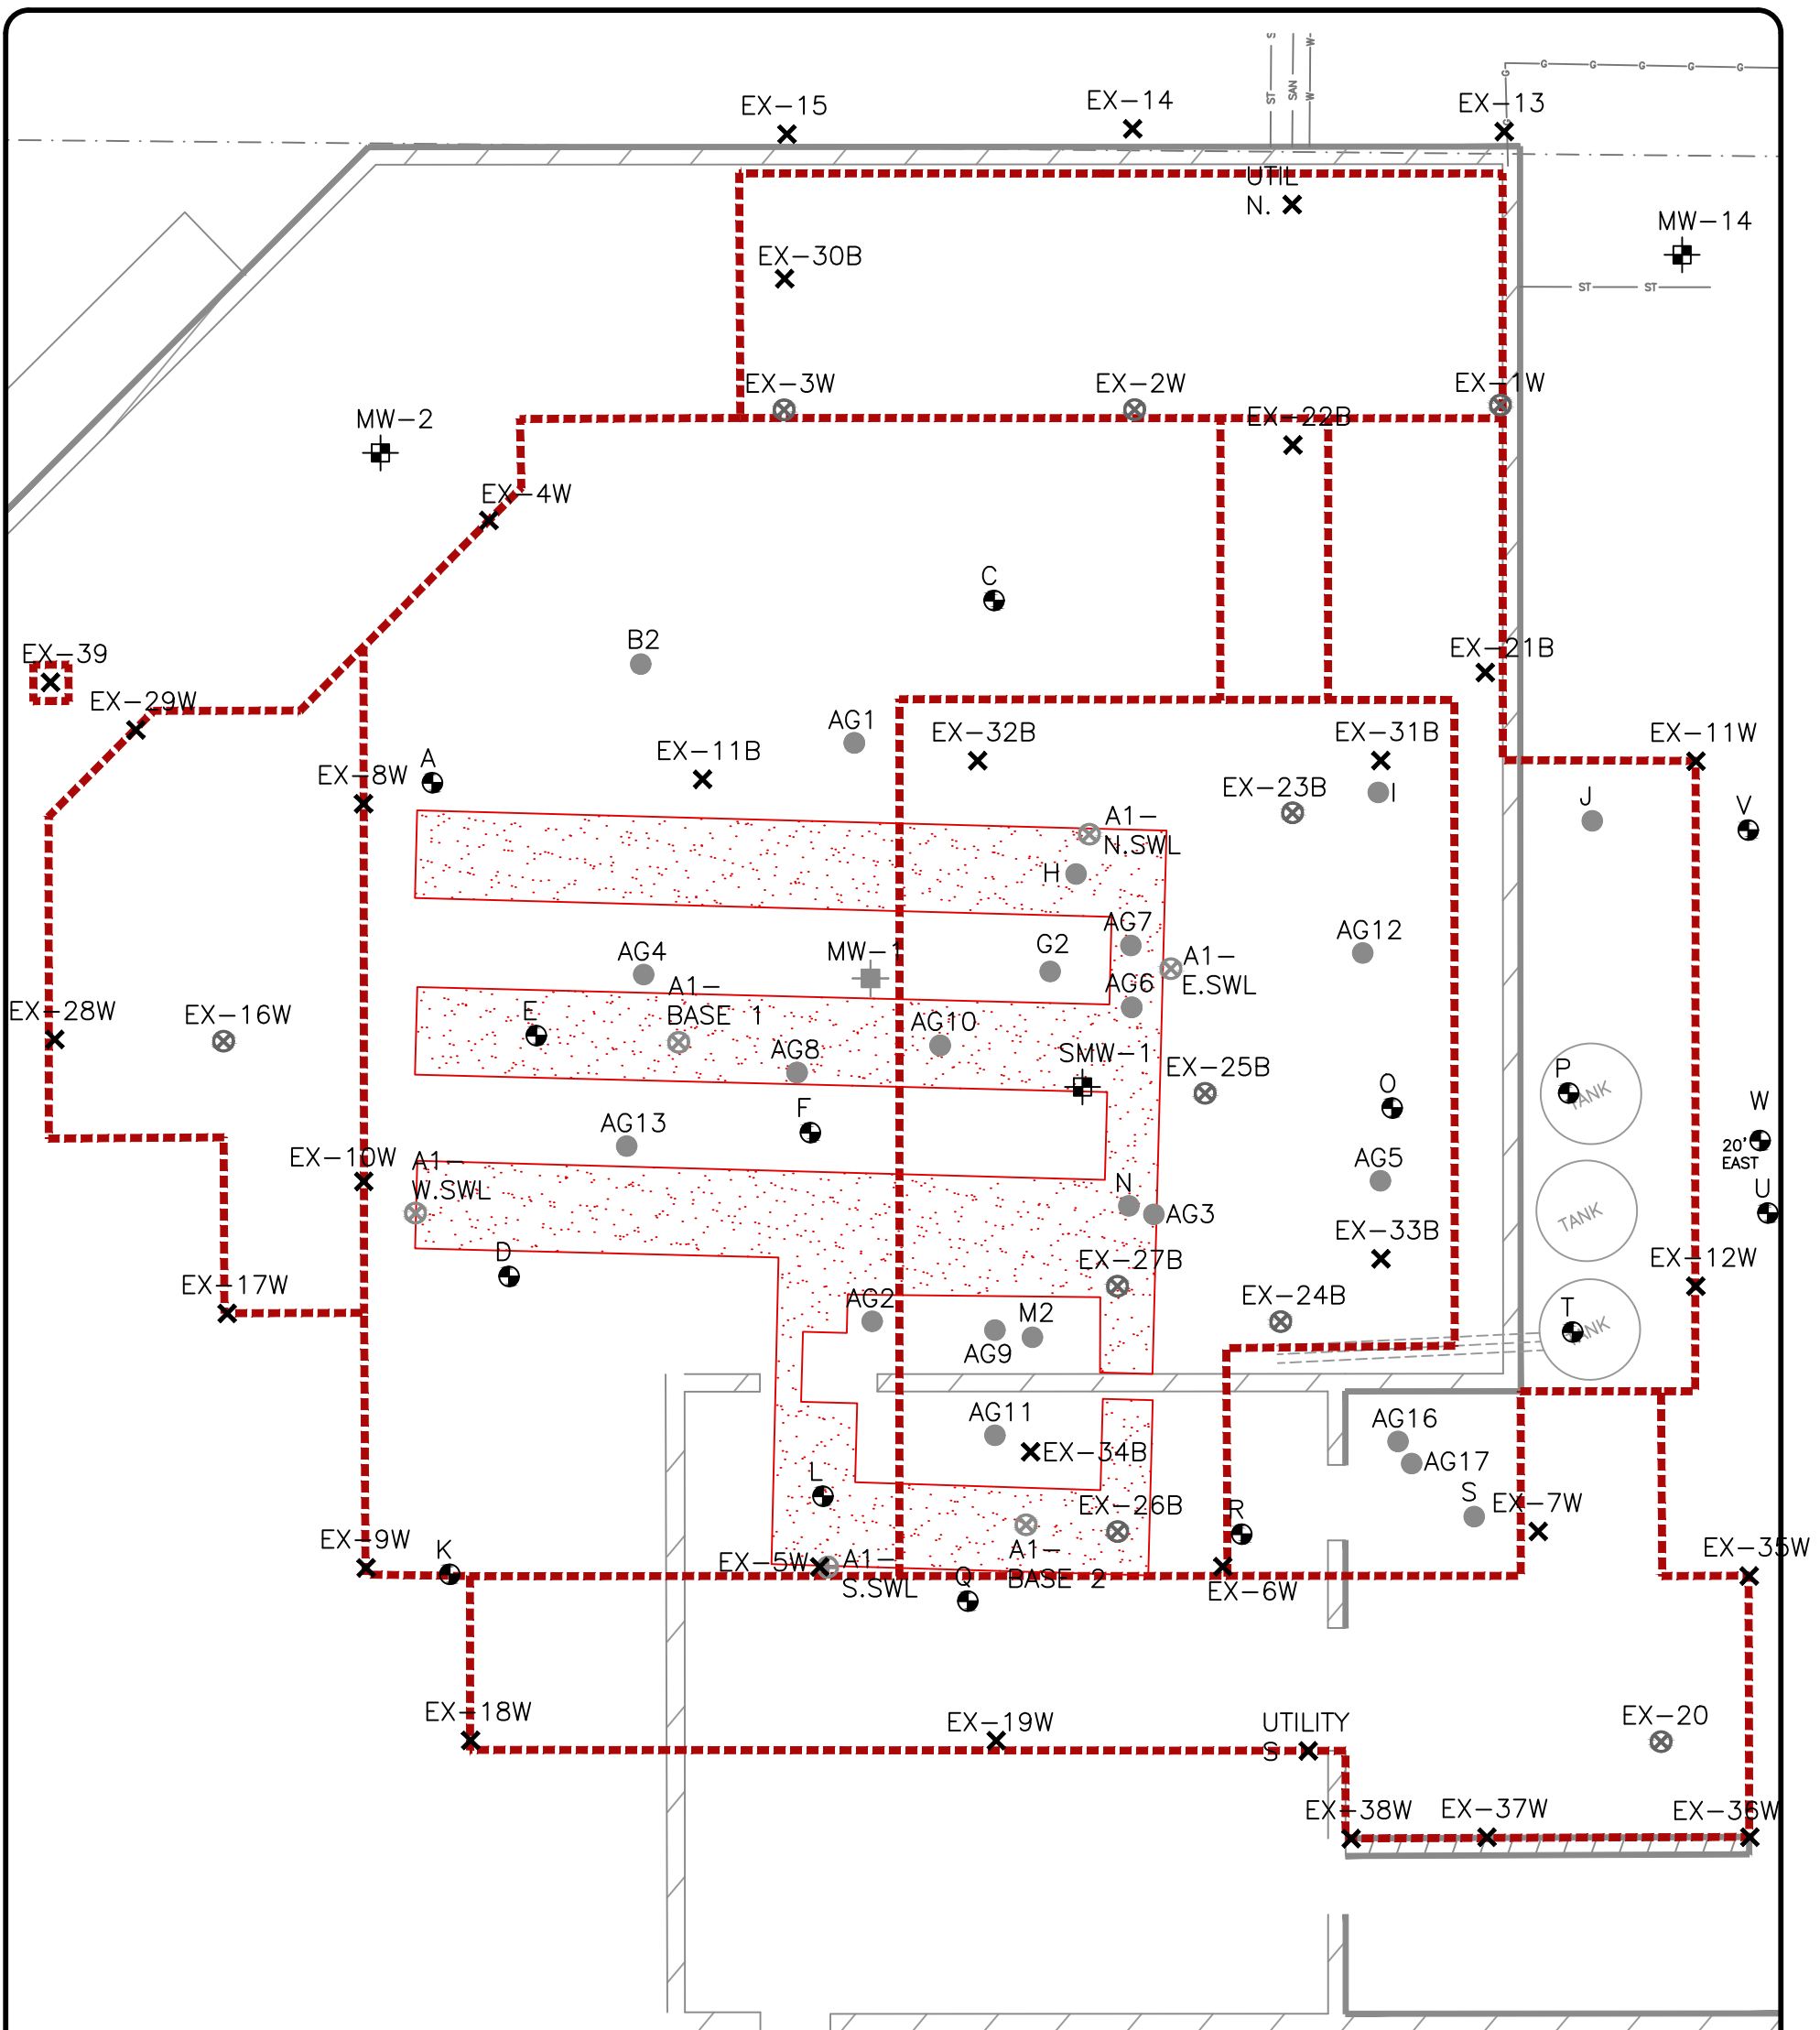 S
W
G
G
G
G
G
EX-15
EX-14
EX-13
ST
SAN
W
G
G
UTIL
N.
MW-14
EX-30B
ST
ST
EX-3W
EX-2W
EX-1W
MW-2
EX-22B
EX-4W
C
B2
EX-21B
EX-39
EX-29W
AG1
EX-32B
EX-31B
EX-11W
EX-11B
A
EX-8W
EX-23B
I
J
V
A1-
N.SWL
H
AG7
AG12
G2
MW-1
AG4
A1-
E.SWL
AG6
A1-
BASE 1
EX-28W
EX-16W
E
AG10
AG8
SMW-1
EX-25B
O
P
TANK
W
20'
EAST
F
AG13
EX-10W
A1-
W.SWL
AG5
N
AG3
U
TANK
D
EX-33B
EX-27B
EX-12W
EX-17W
AG2
M2
AG9
EX-24B
T
TANK
AG11
EX-34B
AG16
AG17
L
S
EX-7W
EX-26B
R
EX-9W
K
EX-5W
A1-
S.SWL
Q
A1-
BASE 2
EX-6W
EX-35W
EX-18W
EX-19W
UTILITY
S
EX-20
EX-38W
EX-37W
EX-36W